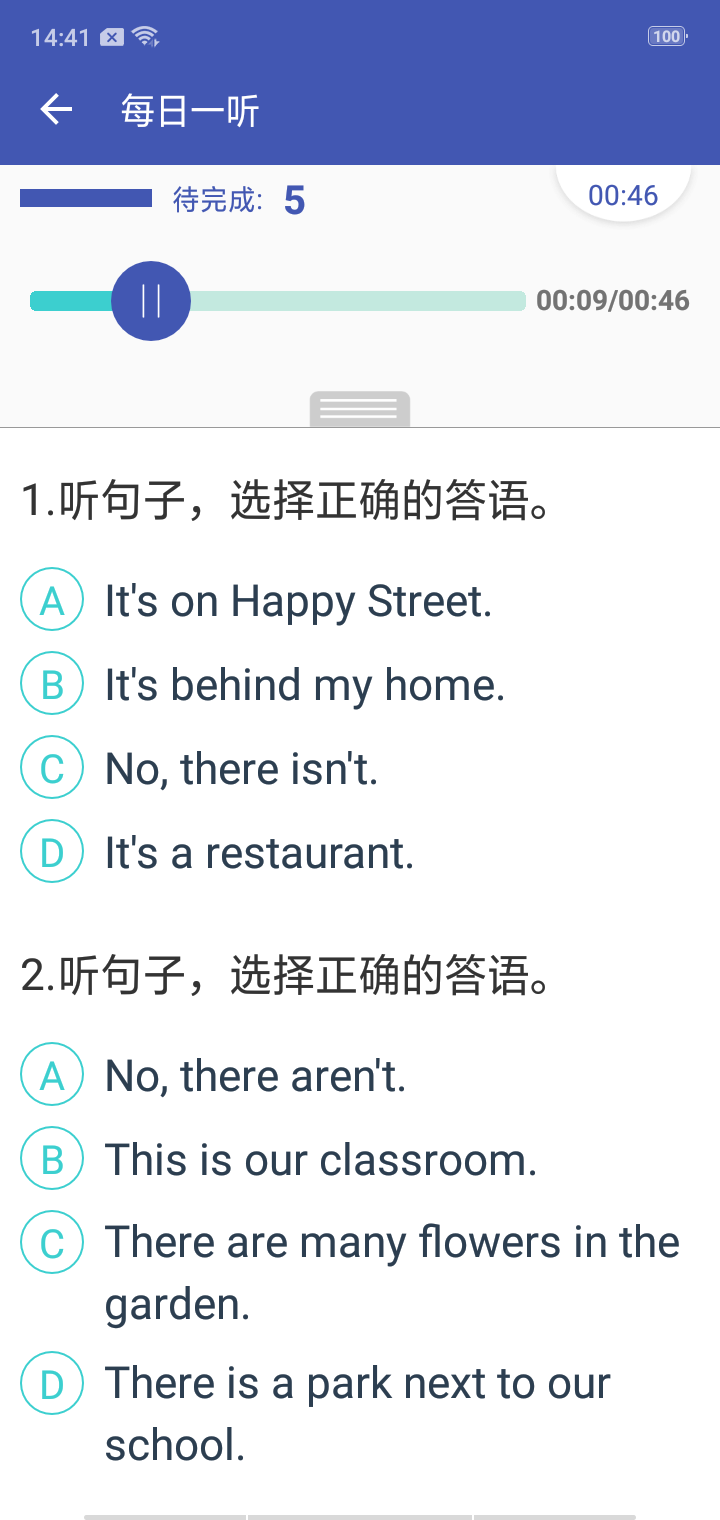 14:41
100
每日一听
待完成: 5
00:46
00:09/00:46
1.听句子，选择正确的答语。
A It's on Happy Street.
B It's behind my home.
C No, there isn't.
D It's a restaurant.
2.听句子，选择正确的答语。
A No, there aren't.
B This is our classroom.
C There are many flowers in the
garden.
D There is a park next to our
school.